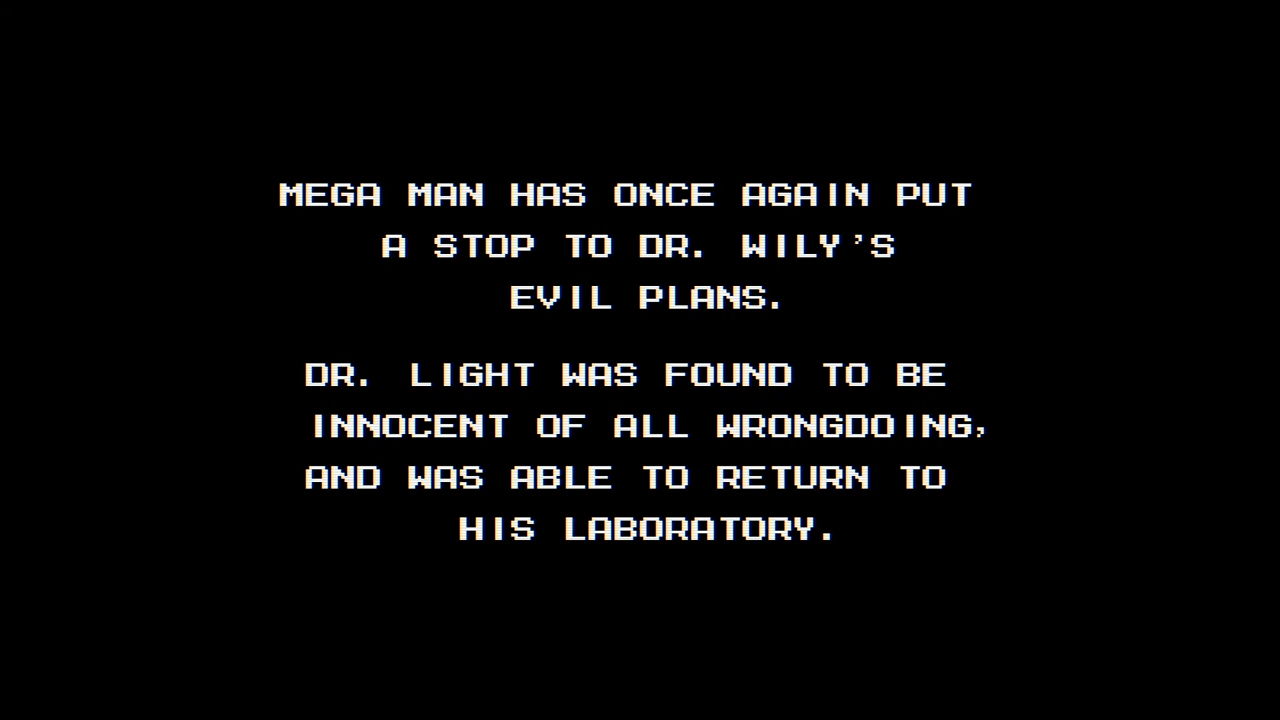 MEGA MAN HAS ONCE AGAIN PUT
A STOP TO DR. WILY'S
EVIL PLANS.
DR. LIGHT WAS FOUND TO BE
INNOCENT OF ALL WRONGDOING,
AND WAS ABLE TO RETURN TO
HIS LABORATORY.